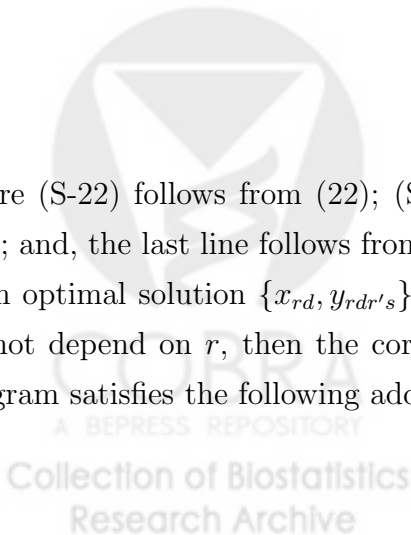 re (S-22) follows from (22); (S
; and, the last line follows from
n optimal solution {x_{rd}, y_{rdr's}}
not depend on r, then the cor
gram satisfies the following add
COBRA
A BEPRESS REPOSITORY
Collection of Biostatistics
Research Archive